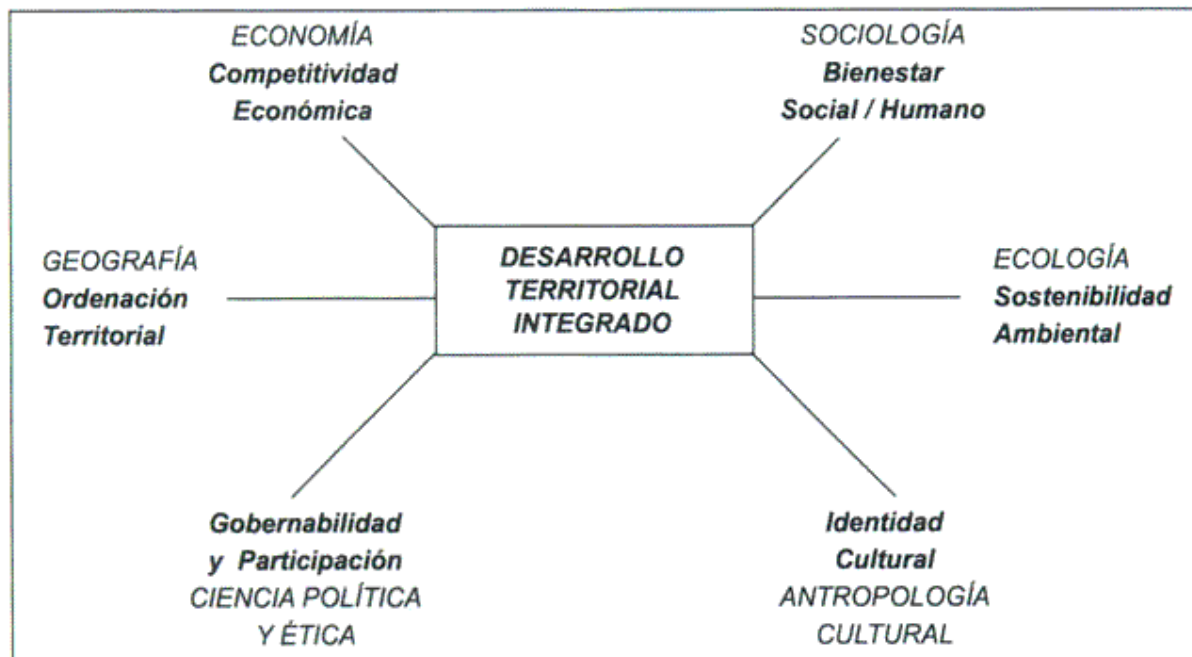 ECONOMÍA
Competitividad
Económica
SOCIOLOGÍA
Bienestar
Social / Humano
GEOGRAFÍA
Ordenación
Territorial
DESARROLLO
TERRITORIAL
INTEGRADO
ECOLOGÍA
Sostenibilidad
Ambiental
Gobernabilidad
y Participación
CIENCIA POLÍTICA
Y ÉTICA
Identidad
Cultural
ANTROPOLOGÍA
CULTURAL